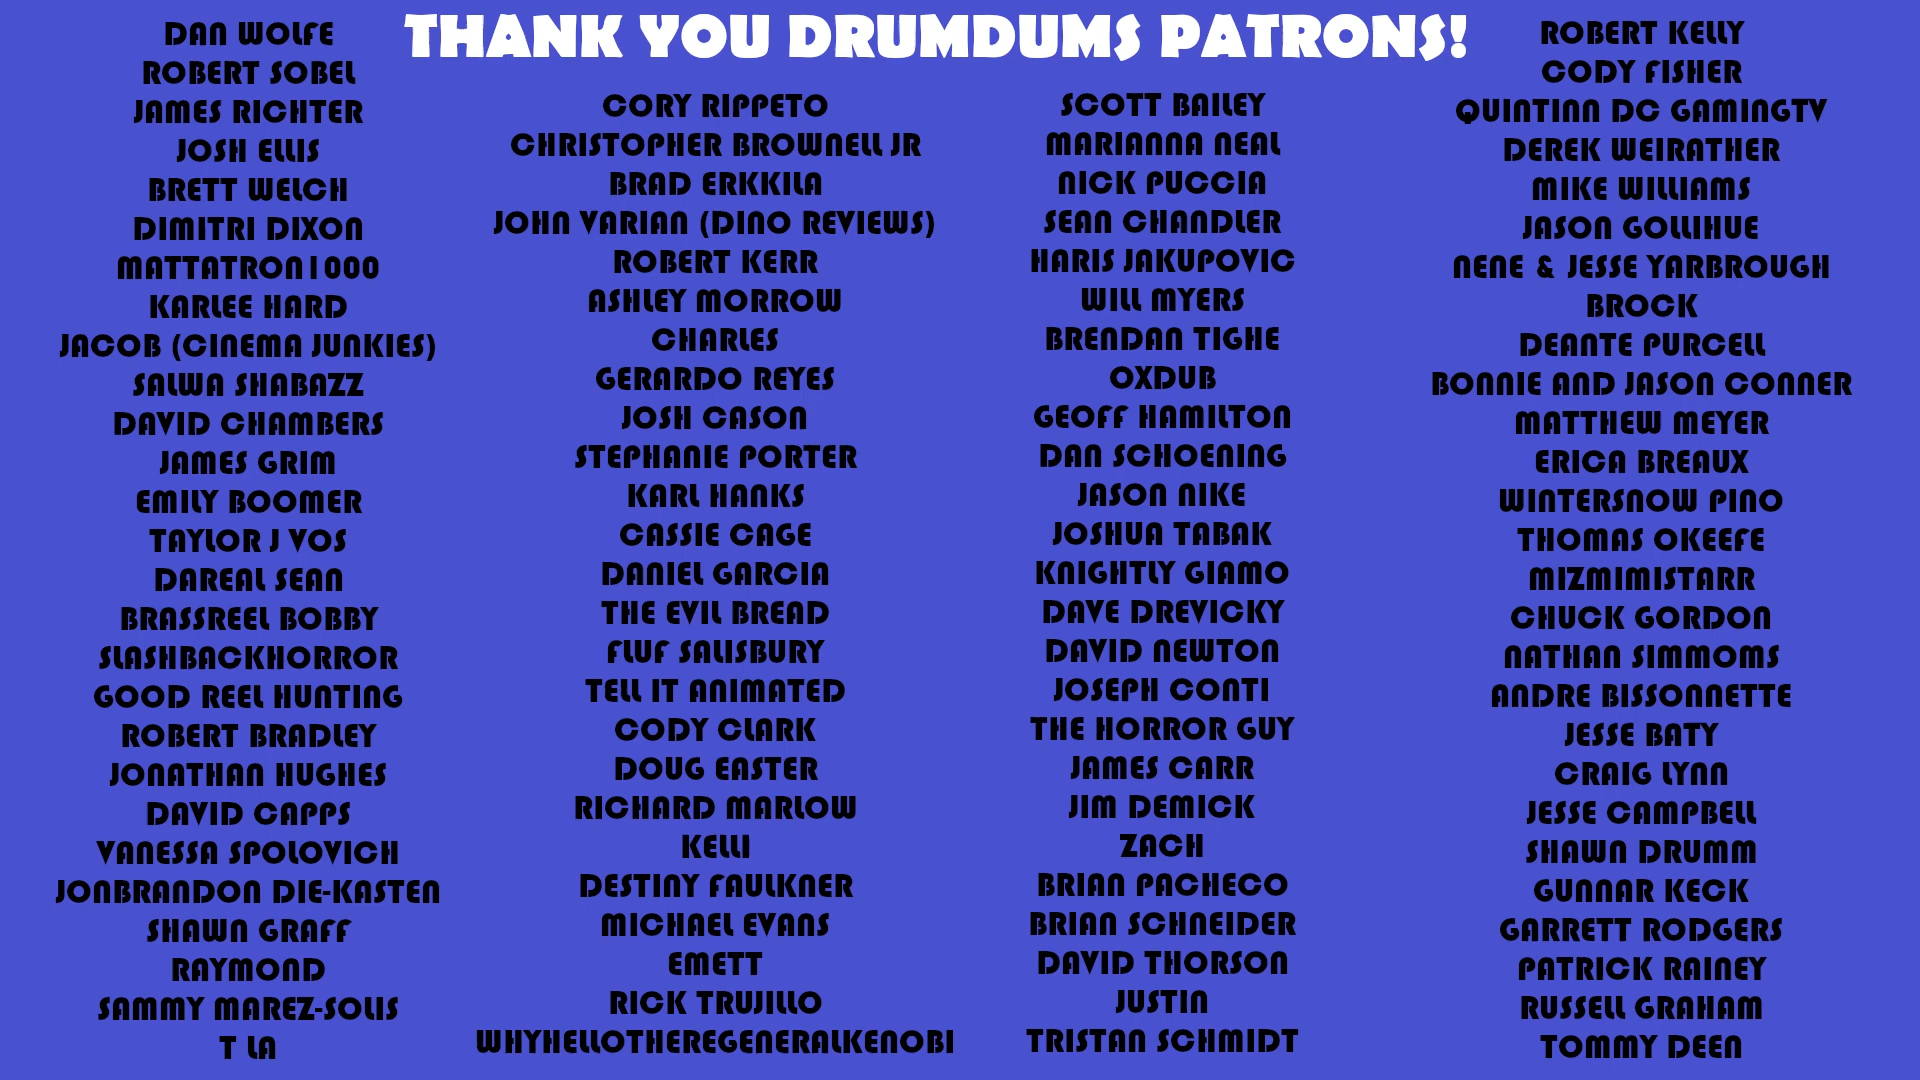 THANK YOU DRUMDUMS PATRONS!
DAN WOLFE
ROBERT SOBEL
JAMES RICHTER
JOSH ELLIS
BRETT WELCH
DIMITRI DIXON
MATTATRON1000
KARLEE HARD
JACOB (CINEMA JUNKIES)
SALWA SHABAZZ
DAVID CHAMBERS
JAMES GRIM
EMILY BOOMER
TAYLOR J VOS
DAREAL SEAN
BRASSREEL BOBBY
SLASHBACKHORROR
GOOD REEL HUNTING
ROBERT BRADLEY
JONATHAN HUGHES
DAVID CAPPS
VANESSA SPOLOVICH
JONBRANDON DIE-KASTEN
SHAWN GRAFF
RAYMOND
SAMMY MAREZ-SOLIS
T LA
CORY RIPPETO
CHRISTOPHER BROWNELL JR
BRAD ERKKILA
JOHN VARIAN (DINO REVIEWS)
ROBERT KERR
ASHLEY MORROW
CHARLES
GERARDO REYES
JOSH CASON
STEPHANIE PORTER
KARL HANKS
CASSIE CAGE
DANIEL GARCIA
THE EVIL BREAD
FLUF SALISBURY
TELL IT ANIMATED
CODY CLARK
DOUG EASTER
RICHARD MARLOW
KELLI
DESTINY FAULKNER
MICHAEL EVANS
EMETT
RICK TRUJILLO
WHYHELLOTHEREGENERALKENOBI
SCOTT BAILEY
MARIANNA NEAL
NICK PUCCIA
SEAN CHANDLER
HARIS JAKUPOVIC
WILL MYERS
BRENDAN TIGHE
OXDUB
GEOFF HAMILTON
DAN SCHOENING
JASON NIKE
JOSHUA TABAK
KNIGHTLY GIAMO
DAVE DREVICKY
DAVID NEWTON
JOSEPH CONTI
THE HORROR GUY
JAMES CARR
JIM DEMICK
ZACH
BRIAN PACHECO
BRIAN SCHNEIDER
DAVID THORSON
JUSTIN
TRISTAN SCHMIDT
ROBERT KELLY
CODY FISHER
QUINTINN DC GAMINGTV
DEREK WEIRATHER
MIKE WILLIAMS
JASON GOLLIHUE
NENE & JESSE YARBROUGH
BROCK
DEANTE PURCELL
BONNIE AND JASON CONNER
MATTHEW MEYER
ERICA BREAUX
WINTERSNOW PINO
THOMAS OKEEFE
MIZMIMISTARR
CHUCK GORDON
NATHAN SIMMOMS
ANDRE BISSONNETTE
JESSE BATY
CRAIG LYNN
JESSE CAMPBELL
SHAWN DRUMM
GUNNAR KECK
GARRETT RODGERS
PATRICK RAINEY
RUSSELL GRAHAM
TOMMY DEEN